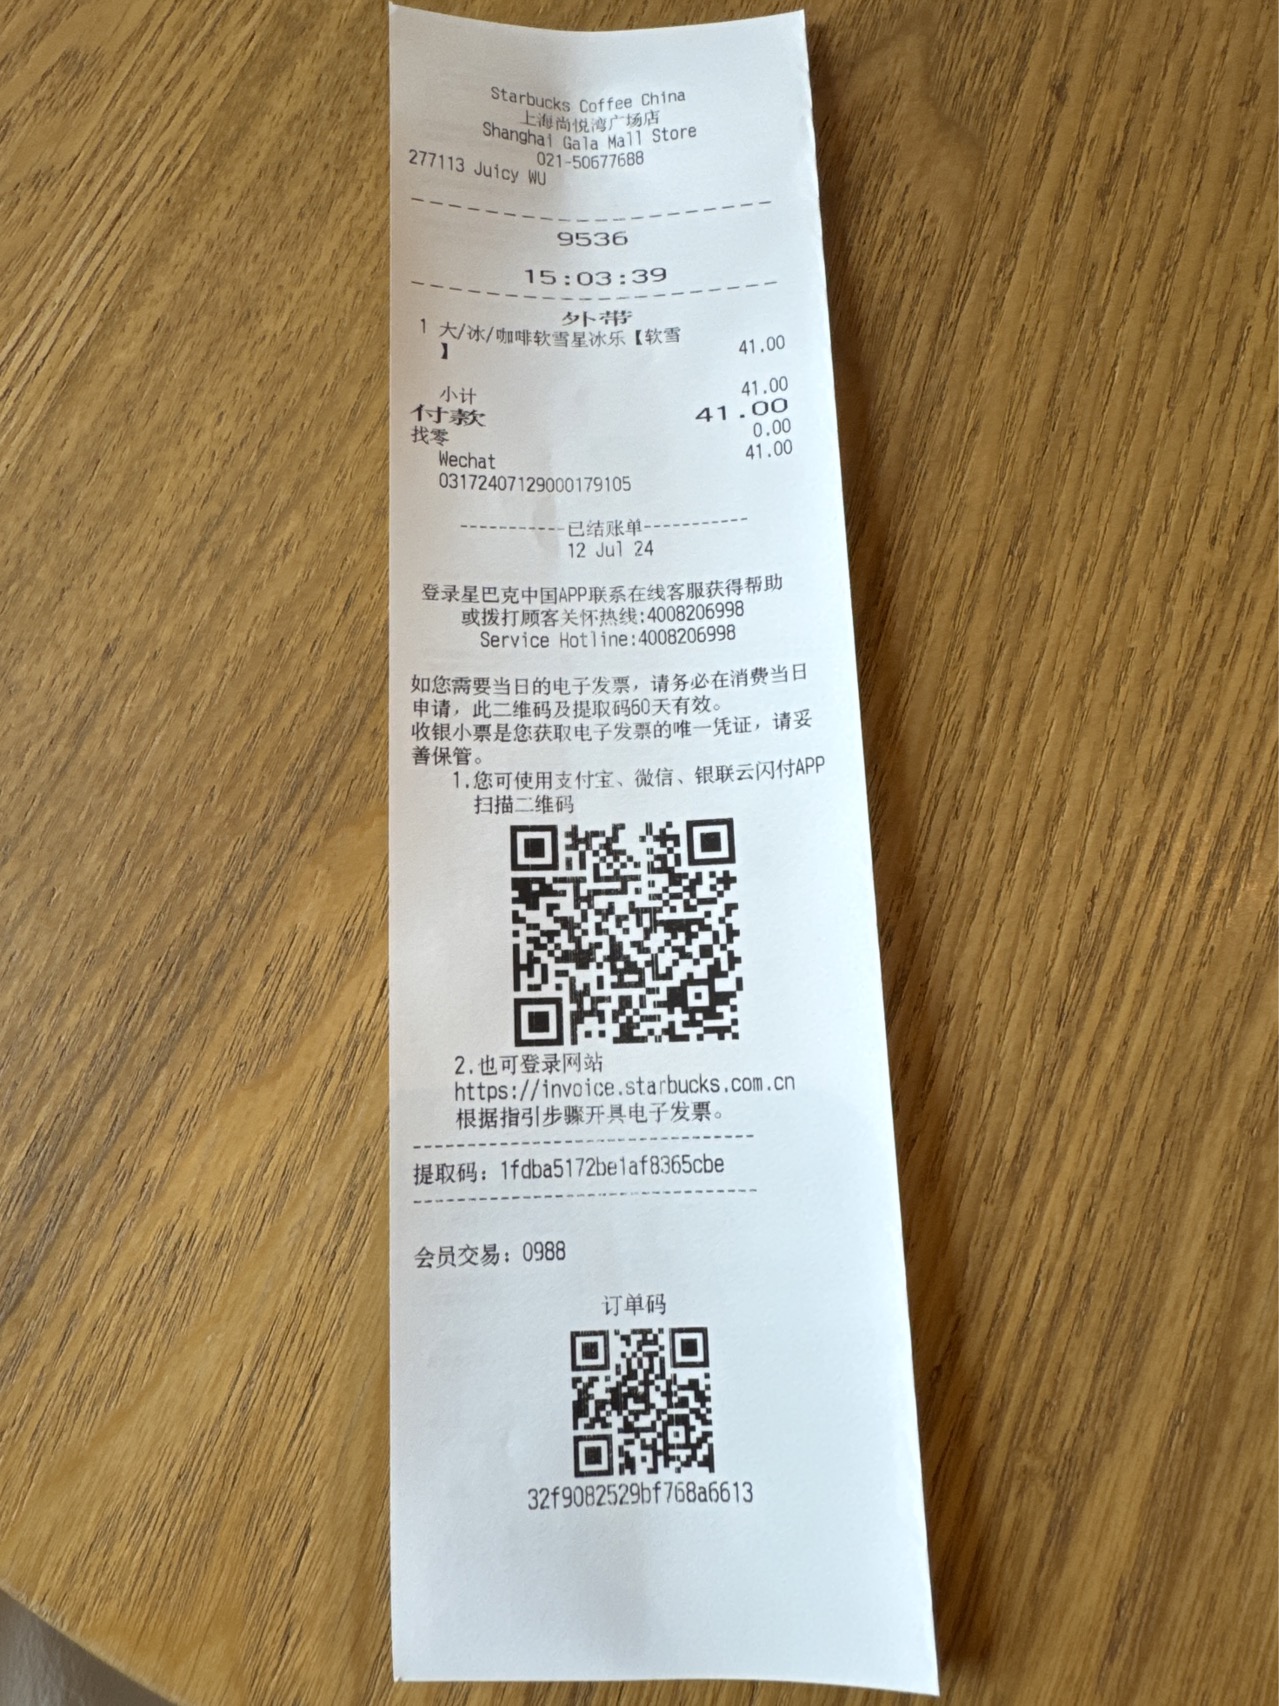 Starbucks Coffee China
上海尚悦湾广场店
Shanghai Gala Mall Store
021-50677688
277113 Juicy WU
9536
15:03:39
外带
1 大/冰/咖啡软雪星冰乐【软雪
】 41.00
小计 41.00
付款 41.00
找零 0.00
Wechat 41.00
03172407129000179105
-----------已结账单-----------
12 Jul 24
登录星巴克中国APP联系在线客服获得帮助
或拨打顾客关怀热线:4008206998
Service Hotline:4008206998
如您需要当日的电子发票，请务必在消费当日
申请，此二维码及提取码60天有效。
收银小票是您获取电子发票的唯一凭证，请妥
善保管。
1.您可使用支付宝、微信、银联云闪付APP
扫描二维码
2.也可登录网站
https://invoice.starbucks.com.cn
根据指引步骤开具电子发票。
提取码：1fdba5172be1af8365cbe
会员交易：0988
订单码
32f9082529bf768a6613